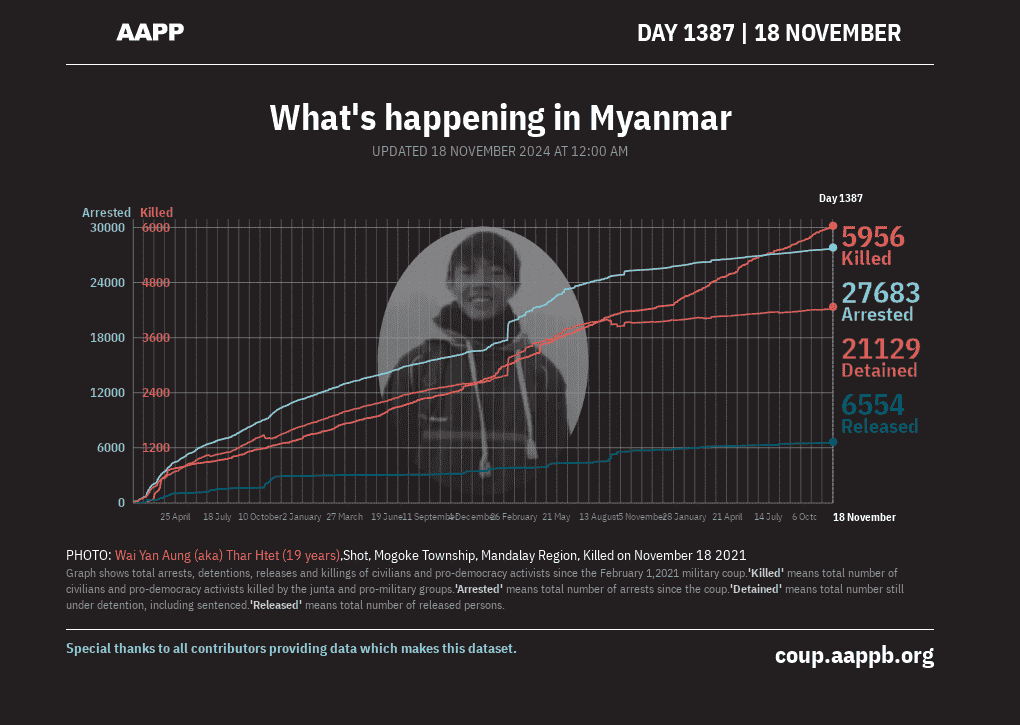 AAPP
DAY 1387 | 18 NOVEMBER
What's happening in Myanmar
UPDATED 18 NOVEMBER 2024 AT 12:00 AM
Day 1387
Arrested Killed
30000 6000
24000 4800
18000 3600
12000 2400
6000 1200
0
5956
Killed
27683
Arrested
21129
Detained
6554
Released
25 April 18 July 10 October 2 January 27 March 19 June 11 September 4 December 26 February 21 May 13 August 5 November 28 January 21 April 14 July 6 Octo 18 November
PHOTO: Wai Yan Aung (aka) Thar Htet (19 years),Shot, Mogoke Township, Mandalay Region, Killed on November 18 2021
Graph shows total arrests, detentions, releases and killings of civilians and pro-democracy activists since the February 1,2021 military coup.'Killed' means total number of
civilians and pro-democracy activists killed by the junta and pro-military groups.'Arrested' means total number of arrests since the coup.'Detained' means total number still
under detention, including sentenced.'Released' means total number of released persons.
Special thanks to all contributors providing data which makes this dataset.
coup.aappb.org